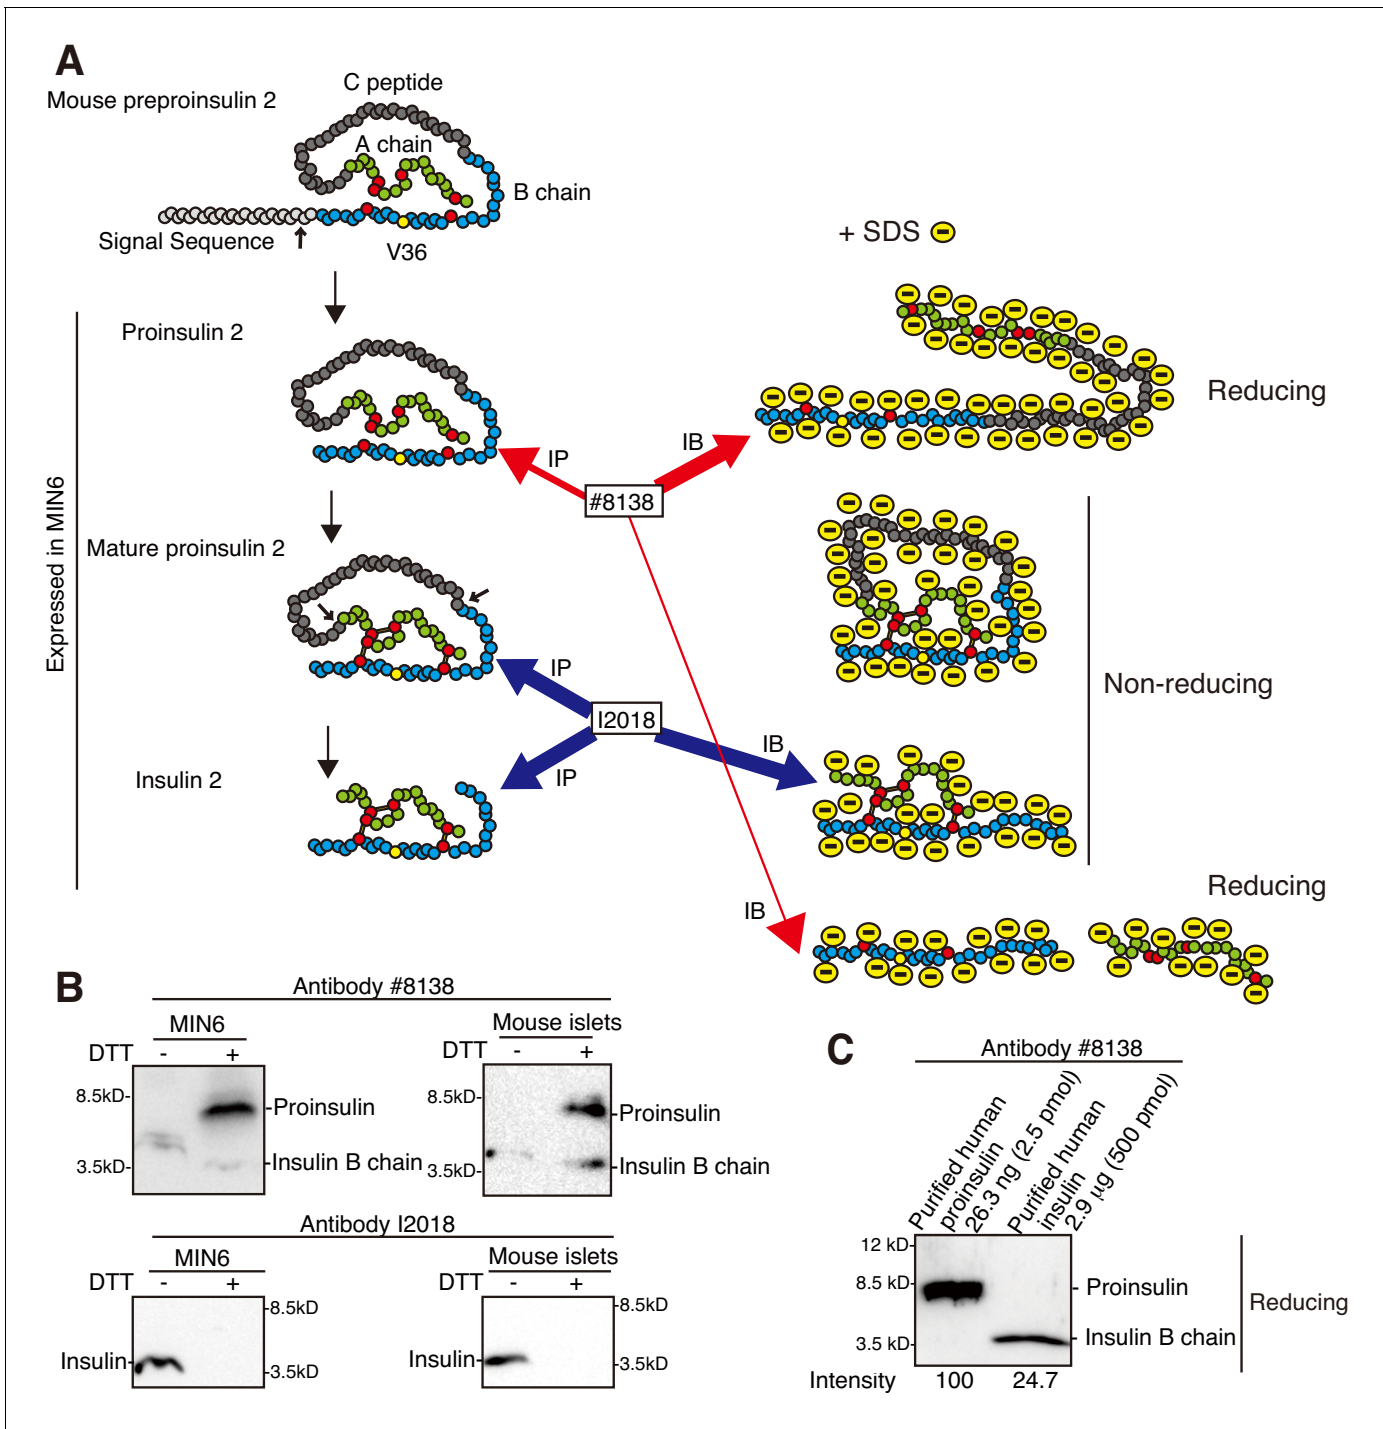 A
Mouse preproinsulin 2
C peptide
A chain
B chain
Signal Sequence
V36
+ SDS
Proinsulin 2
Reducing
IP
IB
#8138
Expressed in MIN6
Mature proinsulin 2
Non-reducing
IP
I2018
IB
IP
Insulin 2
Reducing
IB
B
Antibody #8138
MIN6
Mouse islets
DTT - +
DTT - +
8.5kD-
-Proinsulin
3.5kD-
-Insulin B chain
8.5kD-
-Proinsulin
3.5kD-
-Insulin B chain
Antibody I2018
MIN6
Mouse islets
DTT - +
DTT - +
-8.5kD
Insulin-
-3.5kD
-8.5kD
Insulin-
-3.5kD
C
Antibody #8138
Purified human
proinsulin
26.3 ng (2.5 pmol)
Purified human
insulin
2.9 µg (500 pmol)
12 kD-
8.5 kD-
- Proinsulin
3.5 kD-
- Insulin B chain
Reducing
Intensity 100 24.7